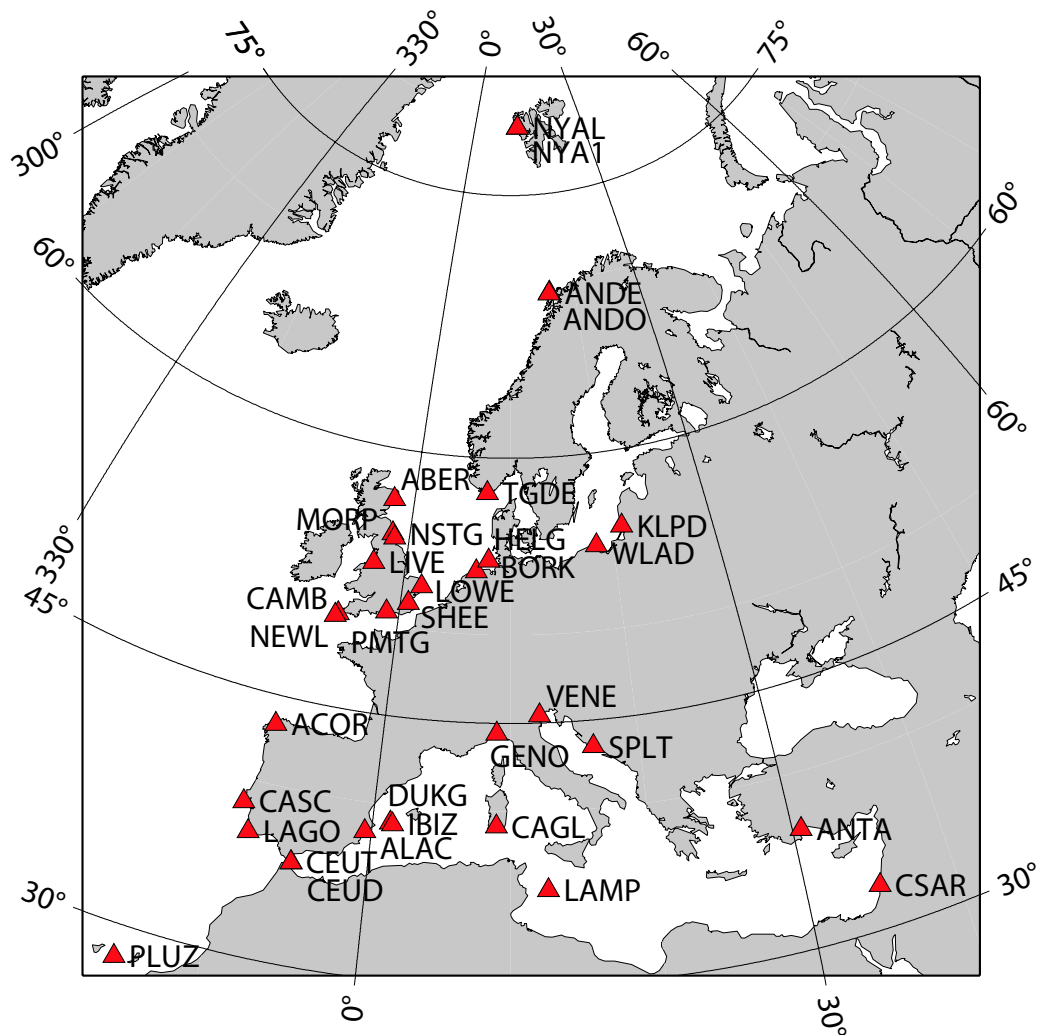 75° 330° 0° 30° 60° 75°
300°
NYAL
NYA1
60°
60°
ANDE
ANDO
60°
ABER
TGDE
MORP
NSTG
HELG
KLPD
WLAD
LIVE
BORK
330°
LOWE
CAMB
SHEE
NEWL
PMTG
45°
45°
VENE
ACOR
SPLT
GENO
CASC
DUKG
LAGO
IBIZ
CAGL
ANTA
ALAC
CEUT
CEUD
LAMP
CSAR
30°
30°
PLUZ
0°
30°